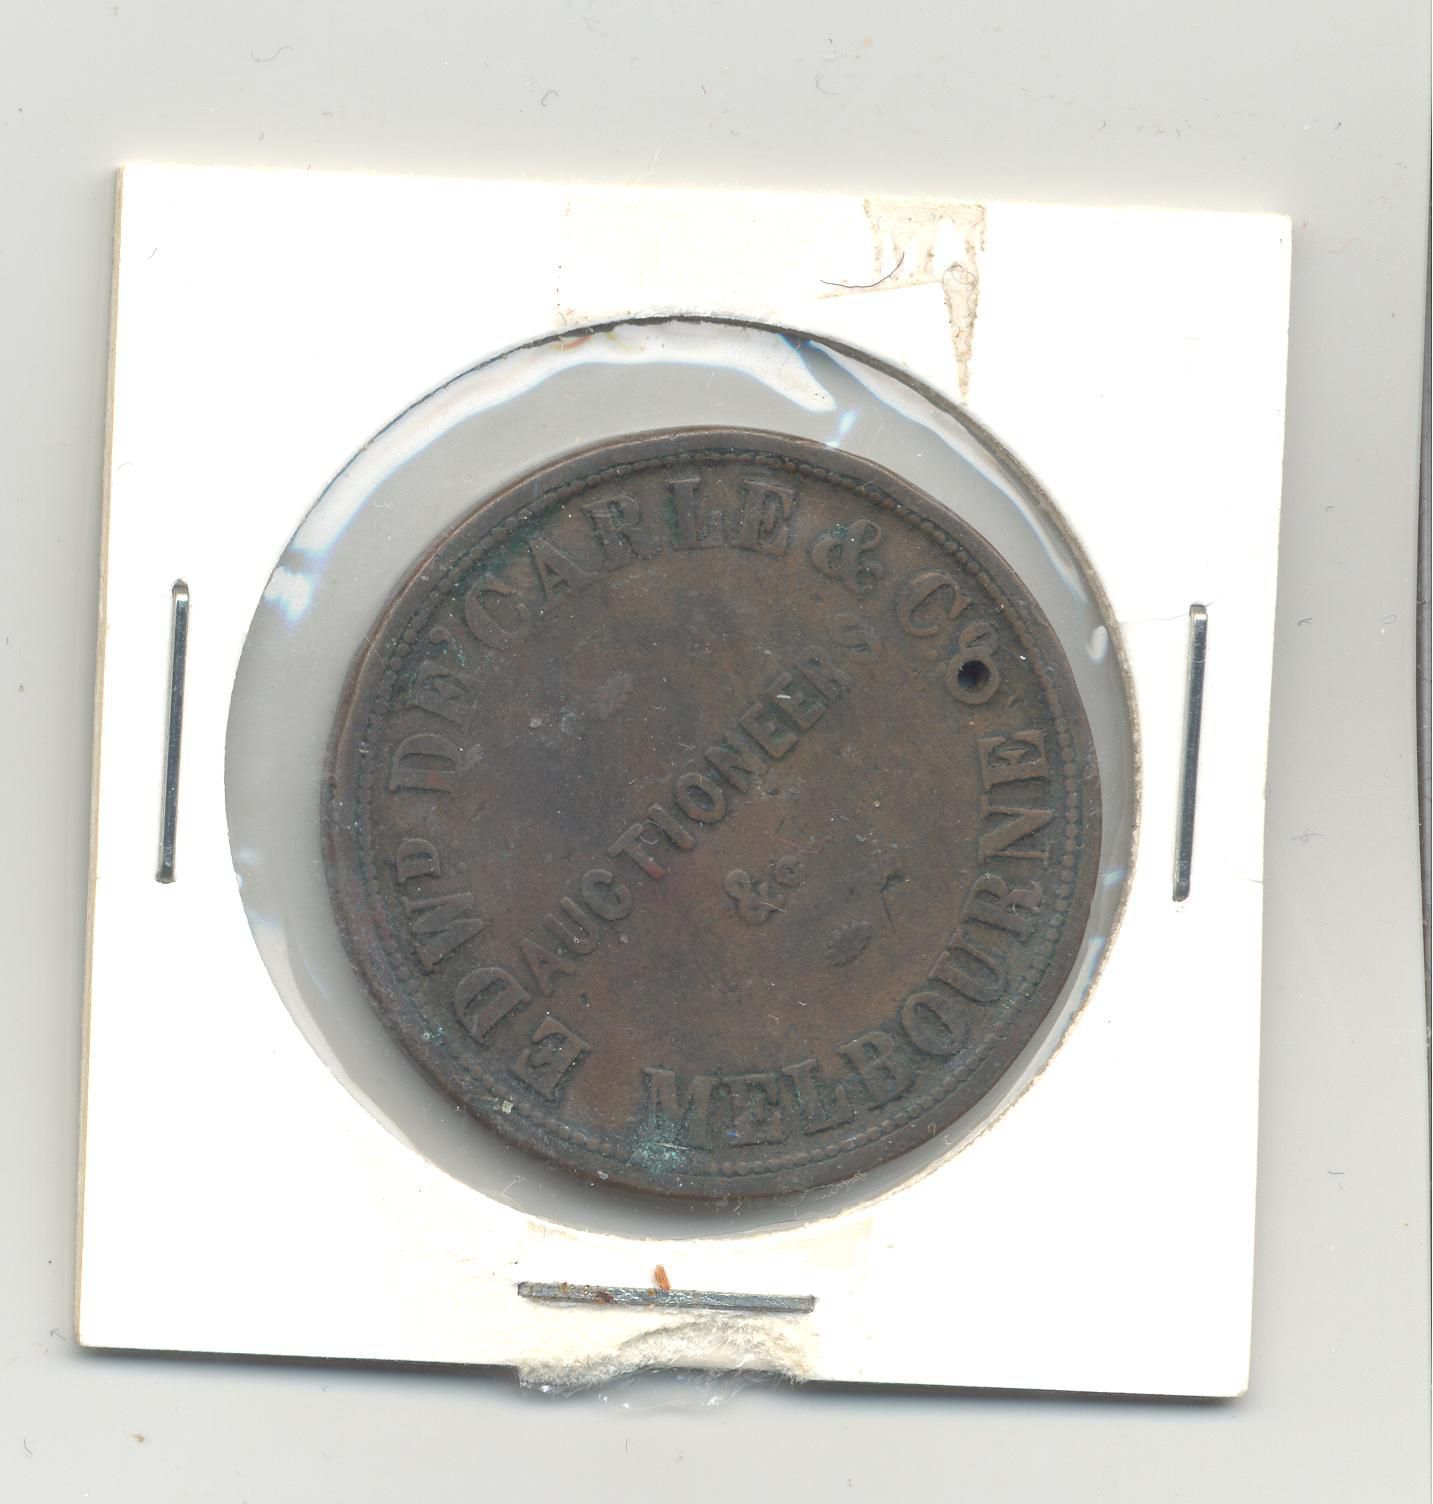 EDWD DE'CARLE & CO
AUCTIONEERS
&c
MELBOURNE